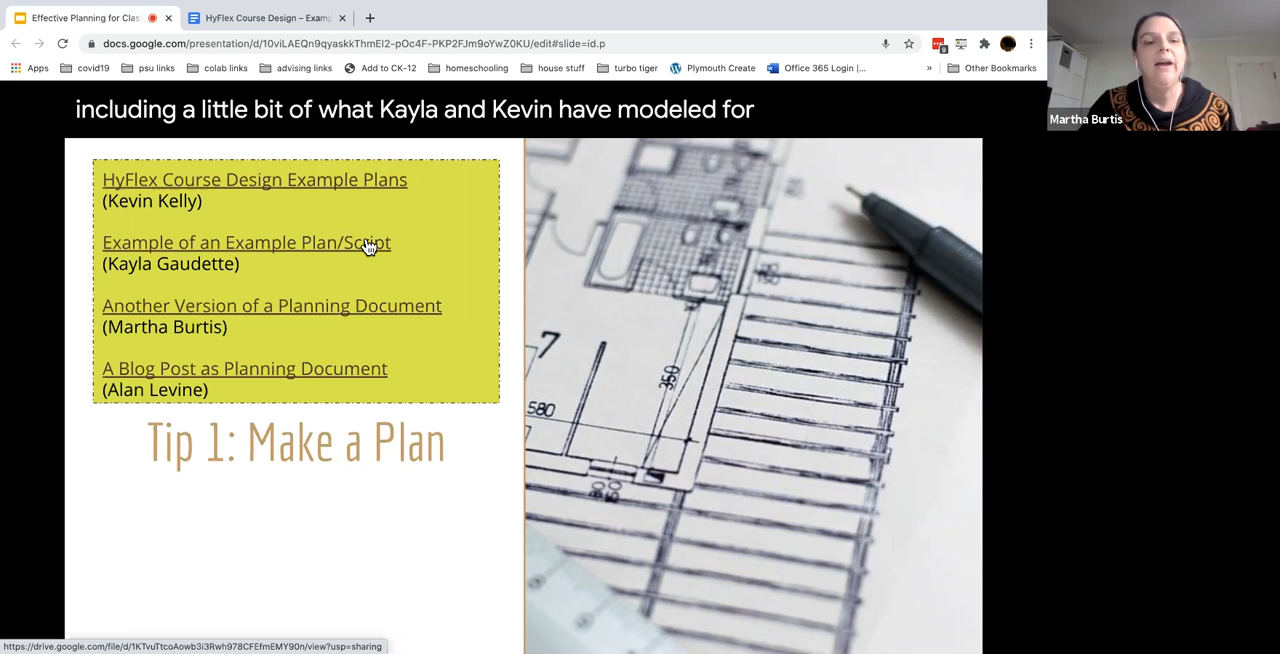 Effective Planning for Clas
HyFlex Course Design – Examp
docs.google.com/presentation/d/10viLAEQn9qyaskkThmEI2-pOc4F-PKP2FJm9oYwZ0KU/edit#slide=id.p
9
Apps covid19 psu links colab links advising links Add to CK-12 homeschooling house stuff turbo tiger Plymouth Create Office 365 Login |... » Other Bookmarks
Martha Burtis
including a little bit of what Kayla and Kevin have modeled for
HyFlex Course Design Example Plans
(Kevin Kelly)
Example of an Example Plan/Script
(Kayla Gaudette)
Another Version of a Planning Document
(Martha Burtis)
A Blog Post as Planning Document
(Alan Levine)
Tip 1: Make a Plan
7
350
580
https://drive.google.com/file/d/1KTvuTtcoAowb3i3Rwh978CFEfmEMY90n/view?usp=sharing